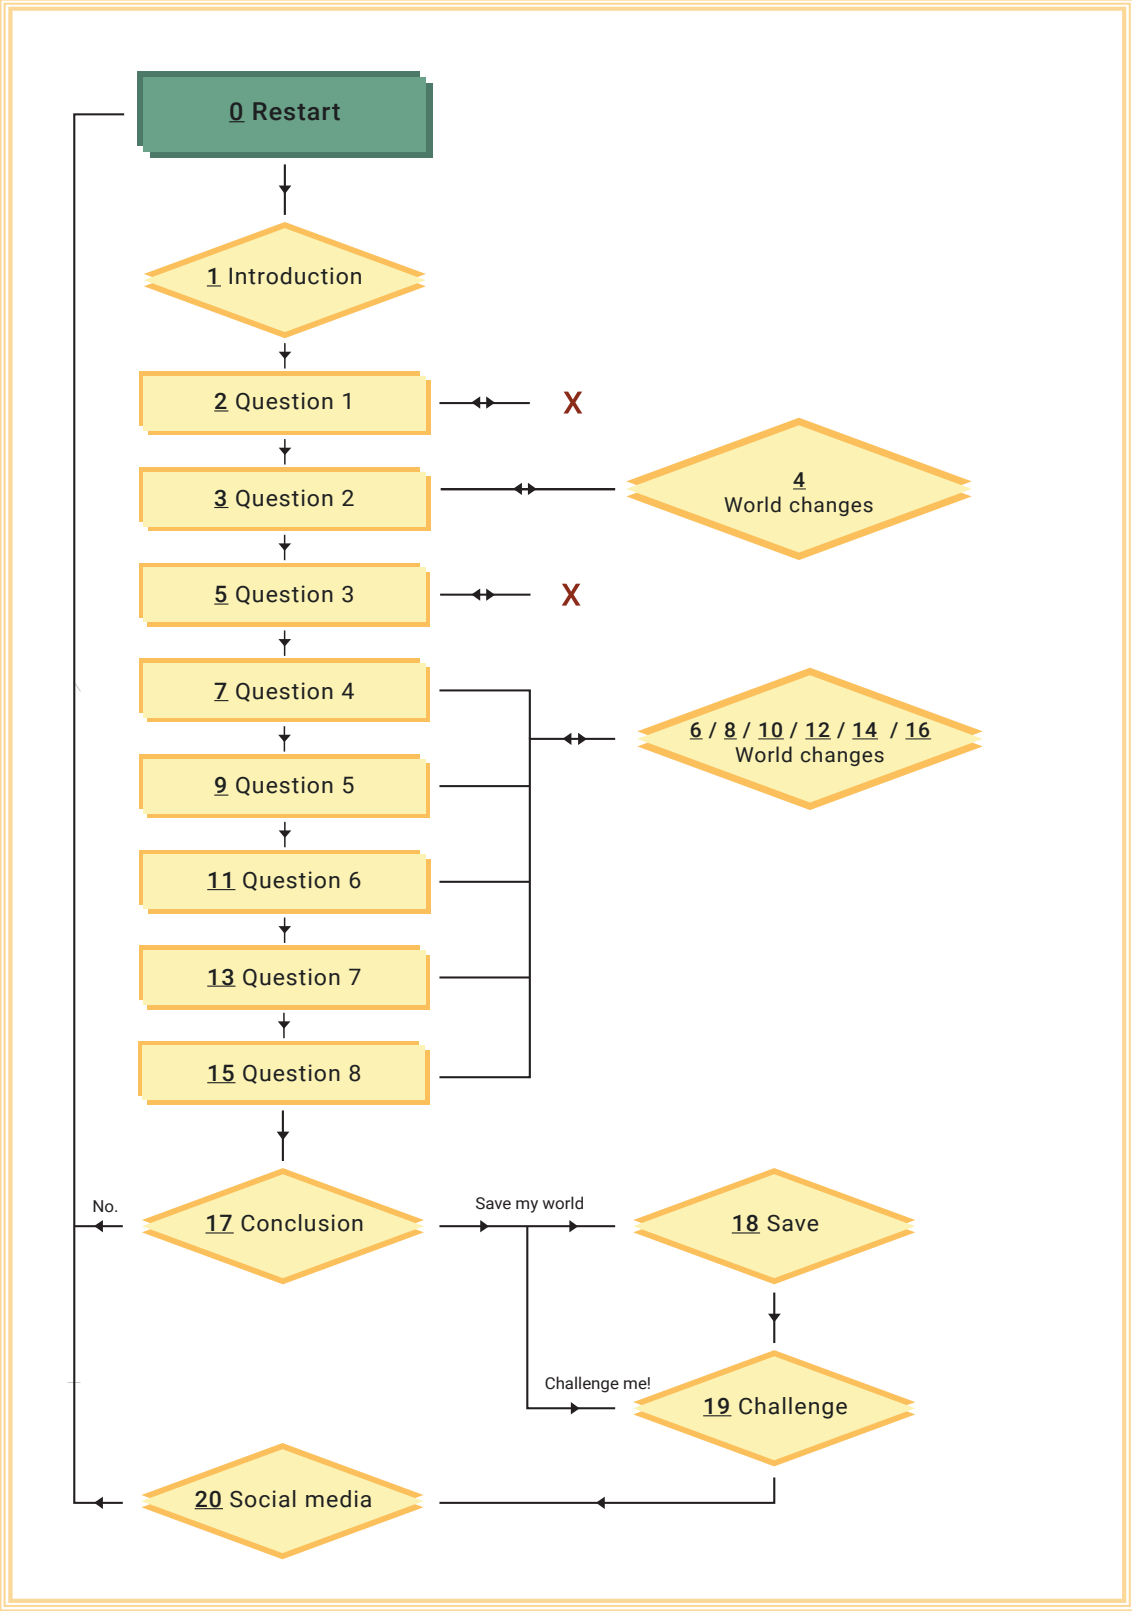 0 Restart
1 Introduction
2 Question 1
X
3 Question 2
4
World changes
5 Question 3
X
7 Question 4
6 / 8 / 10 / 12 / 14 / 16
World changes
9 Question 5
11 Question 6
13 Question 7
15 Question 8
No.
17 Conclusion
Save my world
18 Save
Challenge me!
19 Challenge
20 Social media